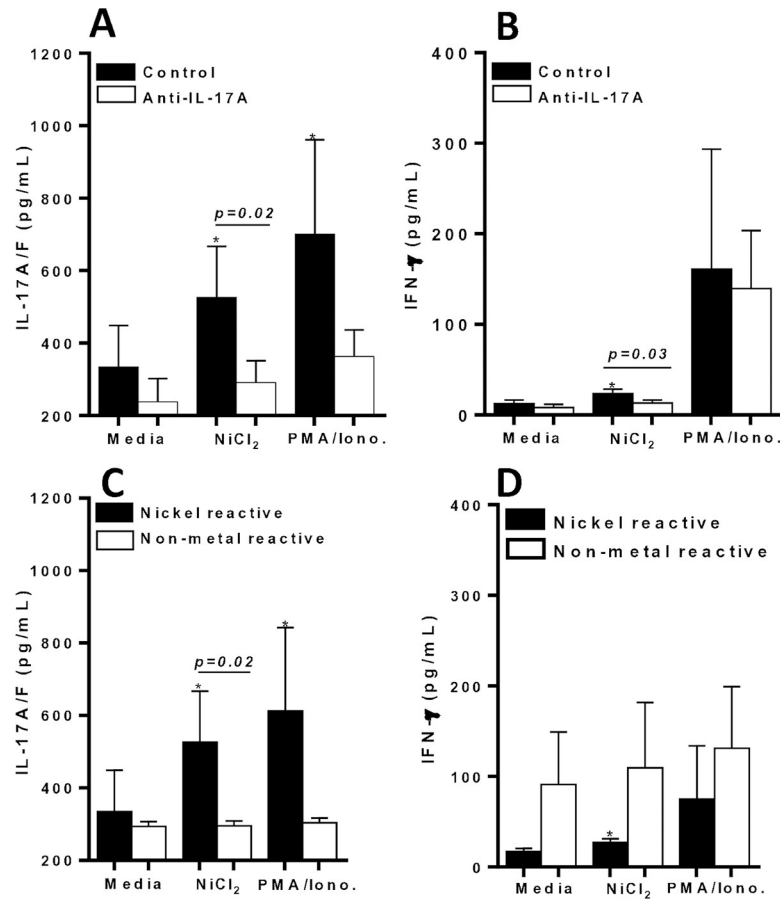 A
IL-17A/F (pg/mL)
1200
1000
800
600
400
200
Control
Anti-IL-17A
*
p=0.02
*
Media
NiCl₂
PMA/Iono.
B
IFN-γ (pg/mL)
400
300
200
100
0
Control
Anti-IL-17A
p=0.03
*
Media
NiCl₂
PMA/Iono.
C
IL-17A/F (pg/mL)
1200
1000
800
600
400
200
Nickel reactive
Non-metal reactive
*
p=0.02
*
Media
NiCl₂
PMA/Iono.
D
IFN-γ (pg/mL)
400
300
200
100
0
Nickel reactive
Non-metal reactive
*
Media
NiCl₂
PMA/Iono.